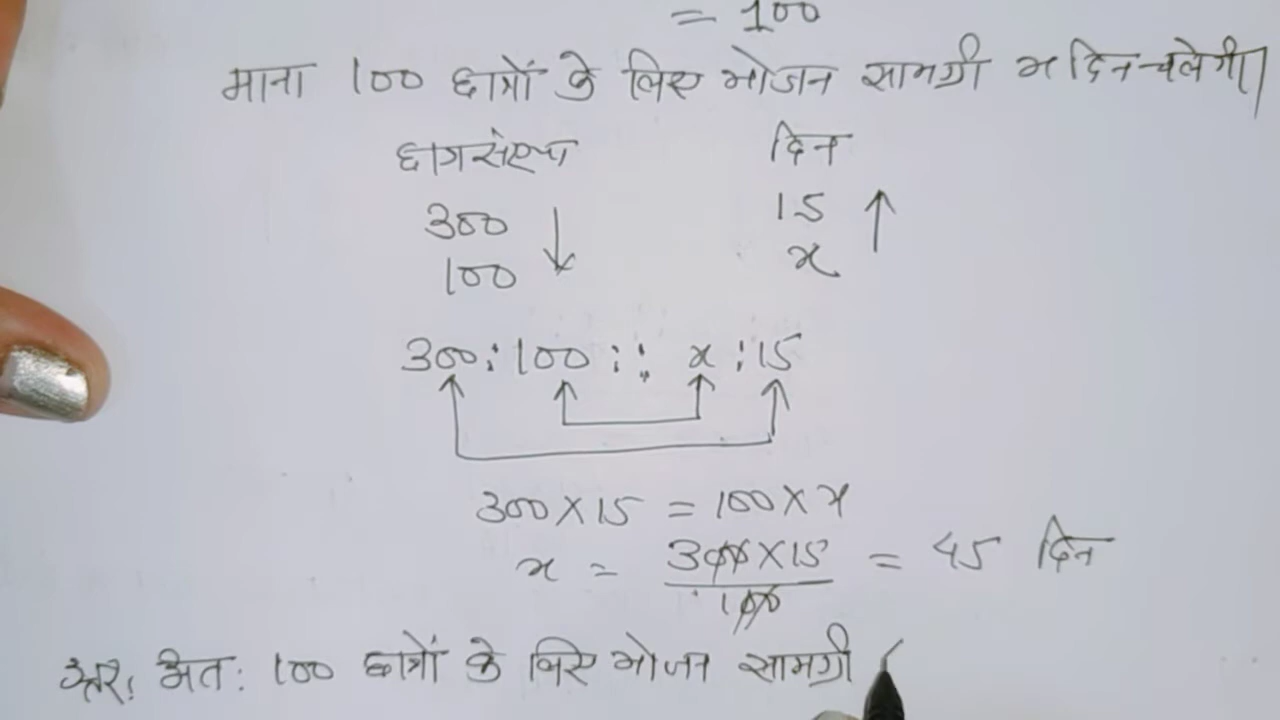 = 100
माना 100 छात्रों के लिए भोजन सामग्री x दिन चलेगी।
छात्रसंख्या दिन
300 ↓ 15 ↑
100 x
300 : 100 :: x : 15
300 × 15 = 100 × x
x = 300 × 15 / 100 = 45 दिन
उत्तर: अत: 100 छात्रों के लिए भोजन सामग्री